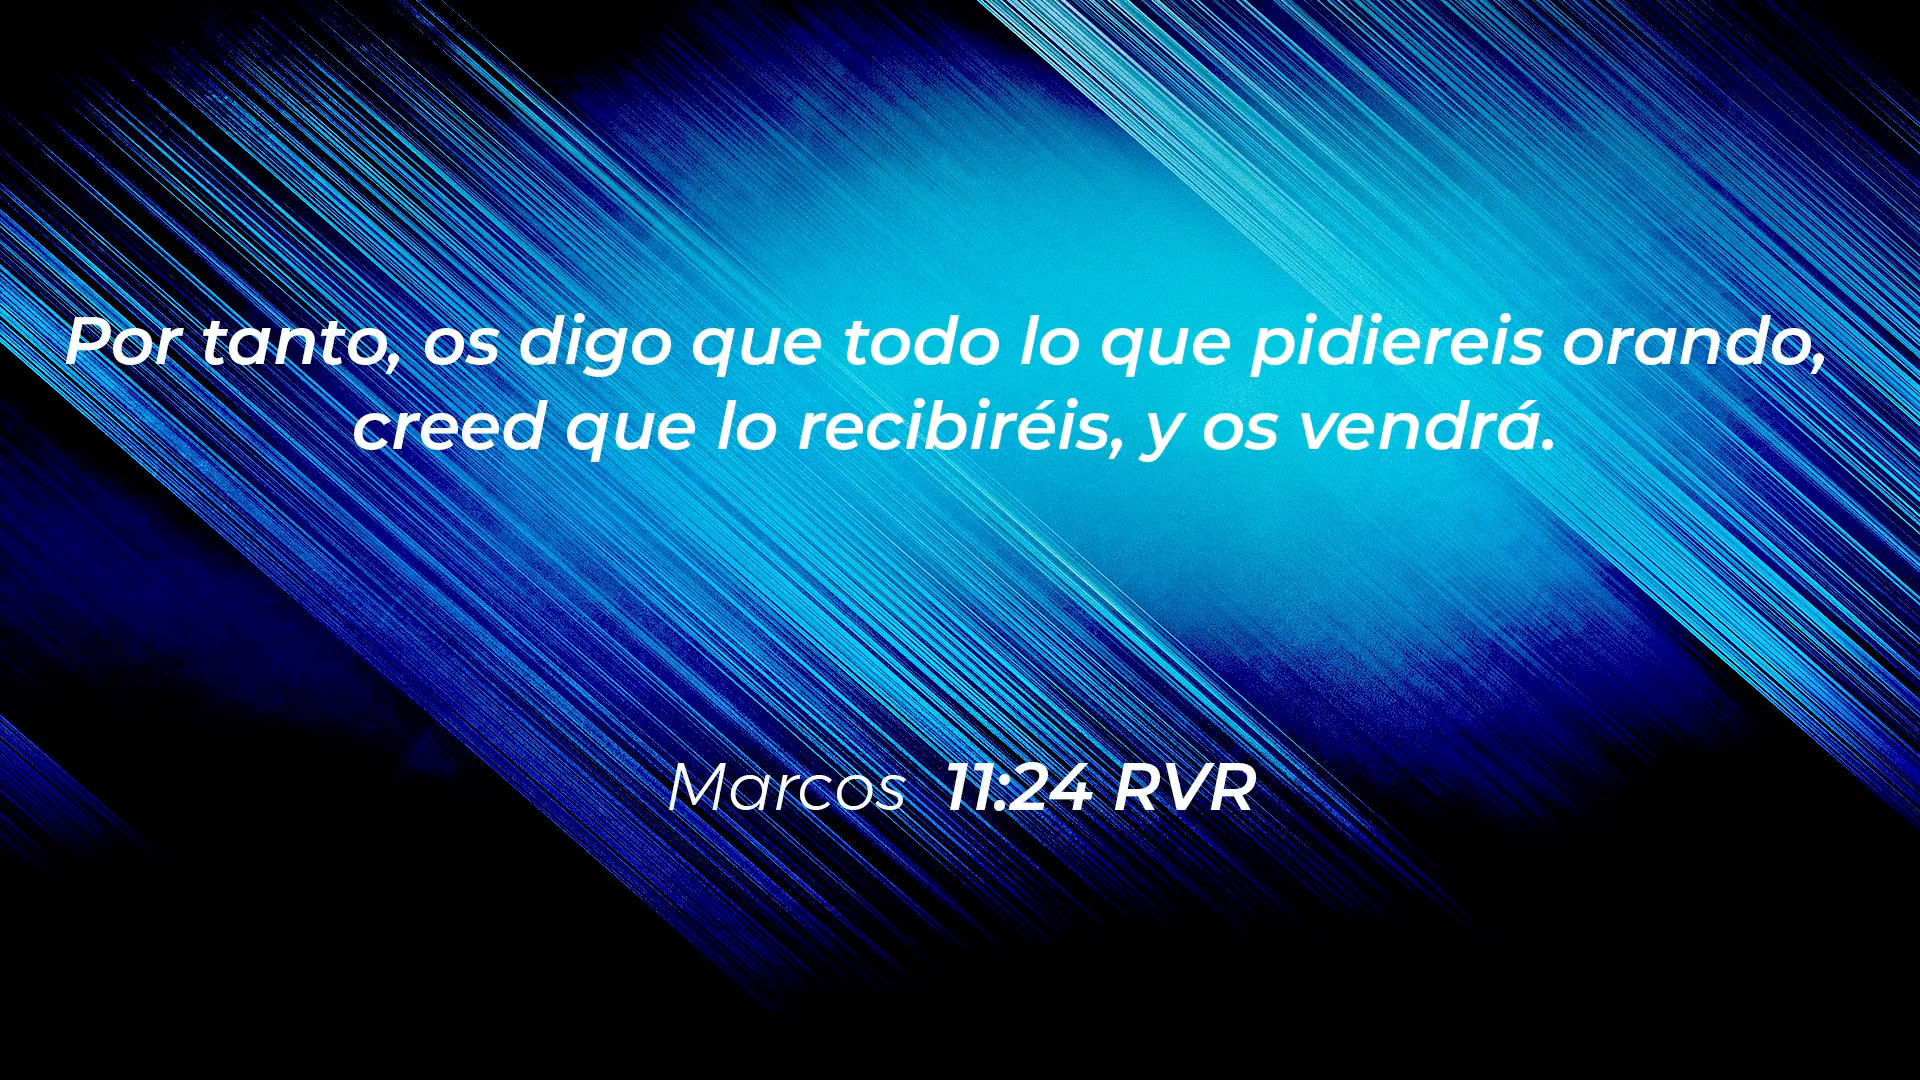 Por tanto, os digo que todo lo que pidiereis orando,
creed que lo recibiréis, y os vendrá.
Marcos 11:24 RVR